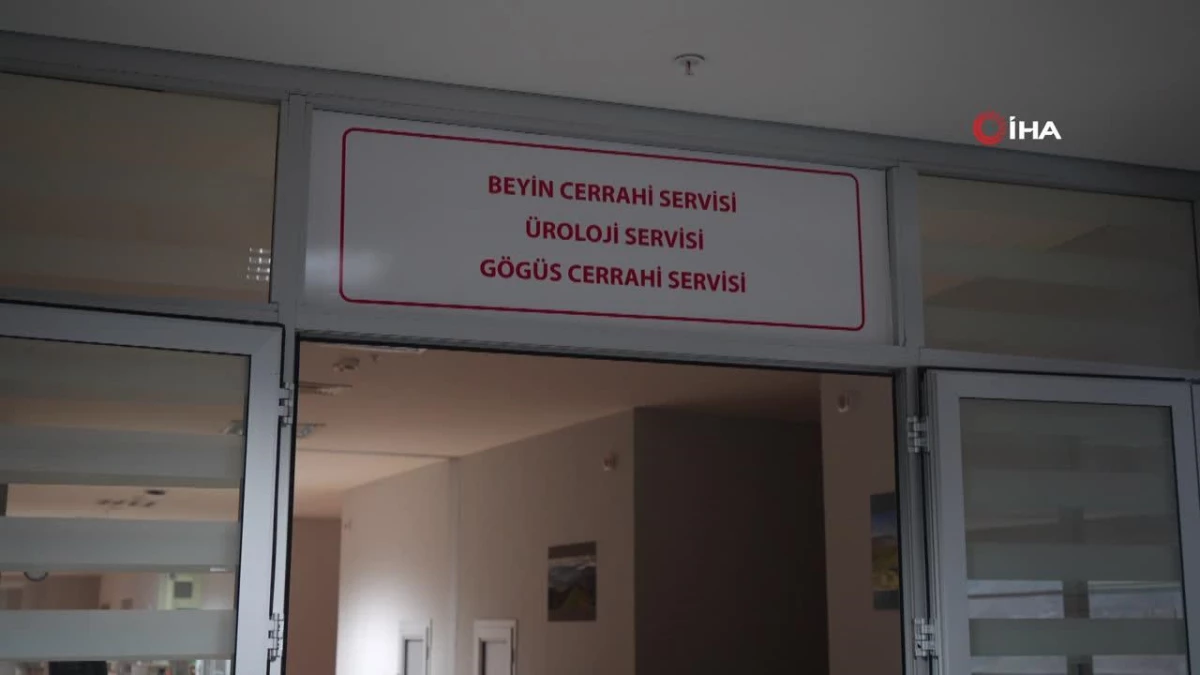 İHA
BEYİN CERRAHİ SERVİSİ
ÜROLOJİ SERVİSİ
GÖGÜS CERRAHİ SERVİSİ